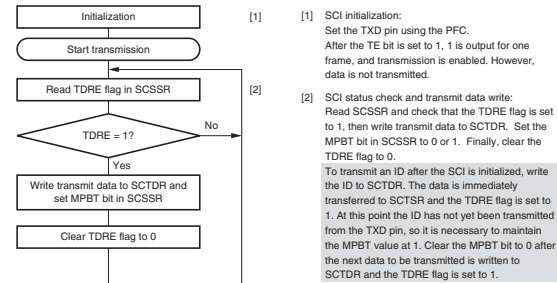 Initialization
[1]
Start transmission
Read TDRE flag in SCSSR
[2]
TDRE = 1?
No
Yes
Write transmit data to SCTDR and
set MPBT bit in SCSSR
Clear TDRE flag to 0
[1] SCI initialization:
Set the TXD pin using the PFC.
After the TE bit is set to 1, 1 is output for one
frame, and transmission is enabled. However,
data is not transmitted.
[2] SCI status check and transmit data write:
Read SCSSR and check that the TDRE flag is set
to 1, then write transmit data to SCTDR. Set the
MPBT bit in SCSSR to 0 or 1. Finally, clear the
TDRE flag to 0.
To transmit an ID after the SCI is initialized, write
the ID to SCTDR. The data is immediately
transferred to SCTSR and the TDRE flag is set to
1. At this point the ID has not yet been transmitted
from the TXD pin, so it is necessary to maintain
the MPBT value at 1. Clear the MPBT bit to 0 after
the next data to be transmitted is written to
SCTDR and the TDRE flag is set to 1.